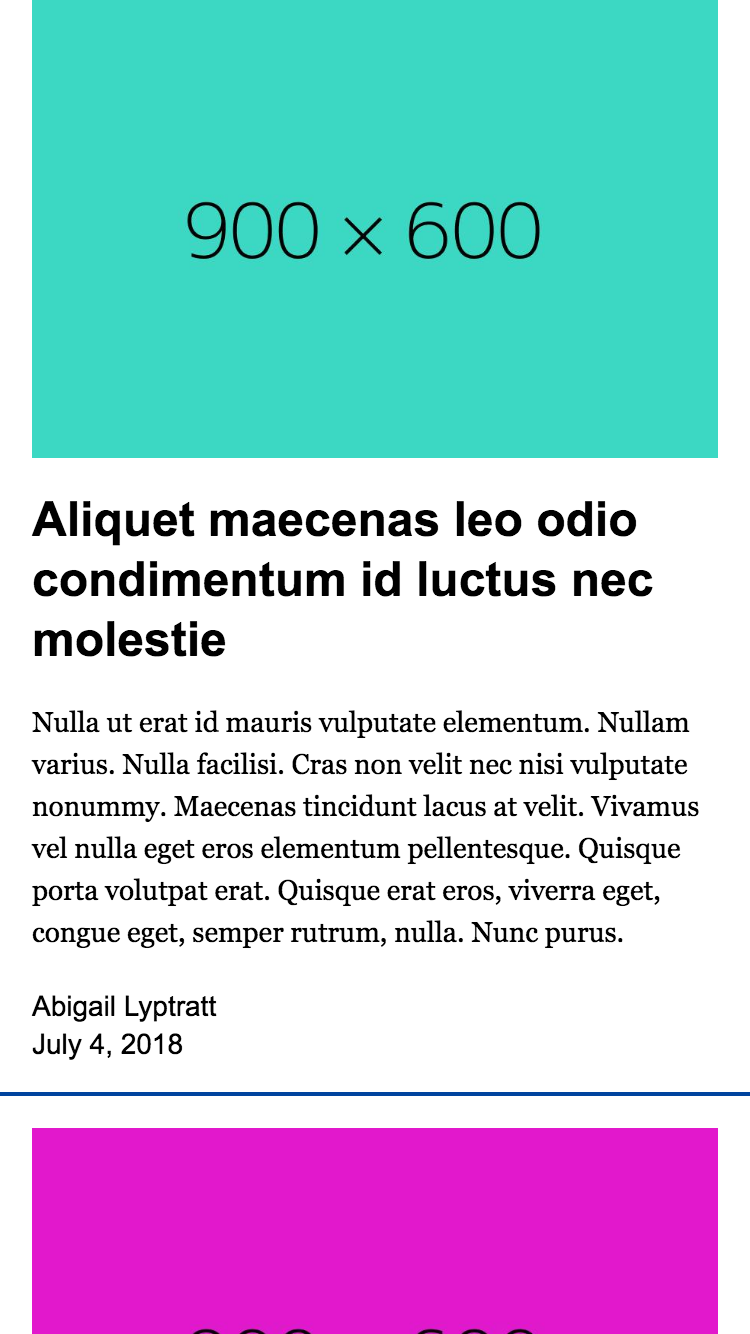 900 × 600
Aliquet maecenas leo odio
condimentum id luctus nec
molestie
Nulla ut erat id mauris vulputate elementum. Nullam
varius. Nulla facilisi. Cras non velit nec nisi vulputate
nonummy. Maecenas tincidunt lacus at velit. Vivamus
vel nulla eget eros elementum pellentesque. Quisque
porta volutpat erat. Quisque erat eros, viverra eget,
congue eget, semper rutrum, nulla. Nunc purus.
Abigail Lyptratt
July 4, 2018